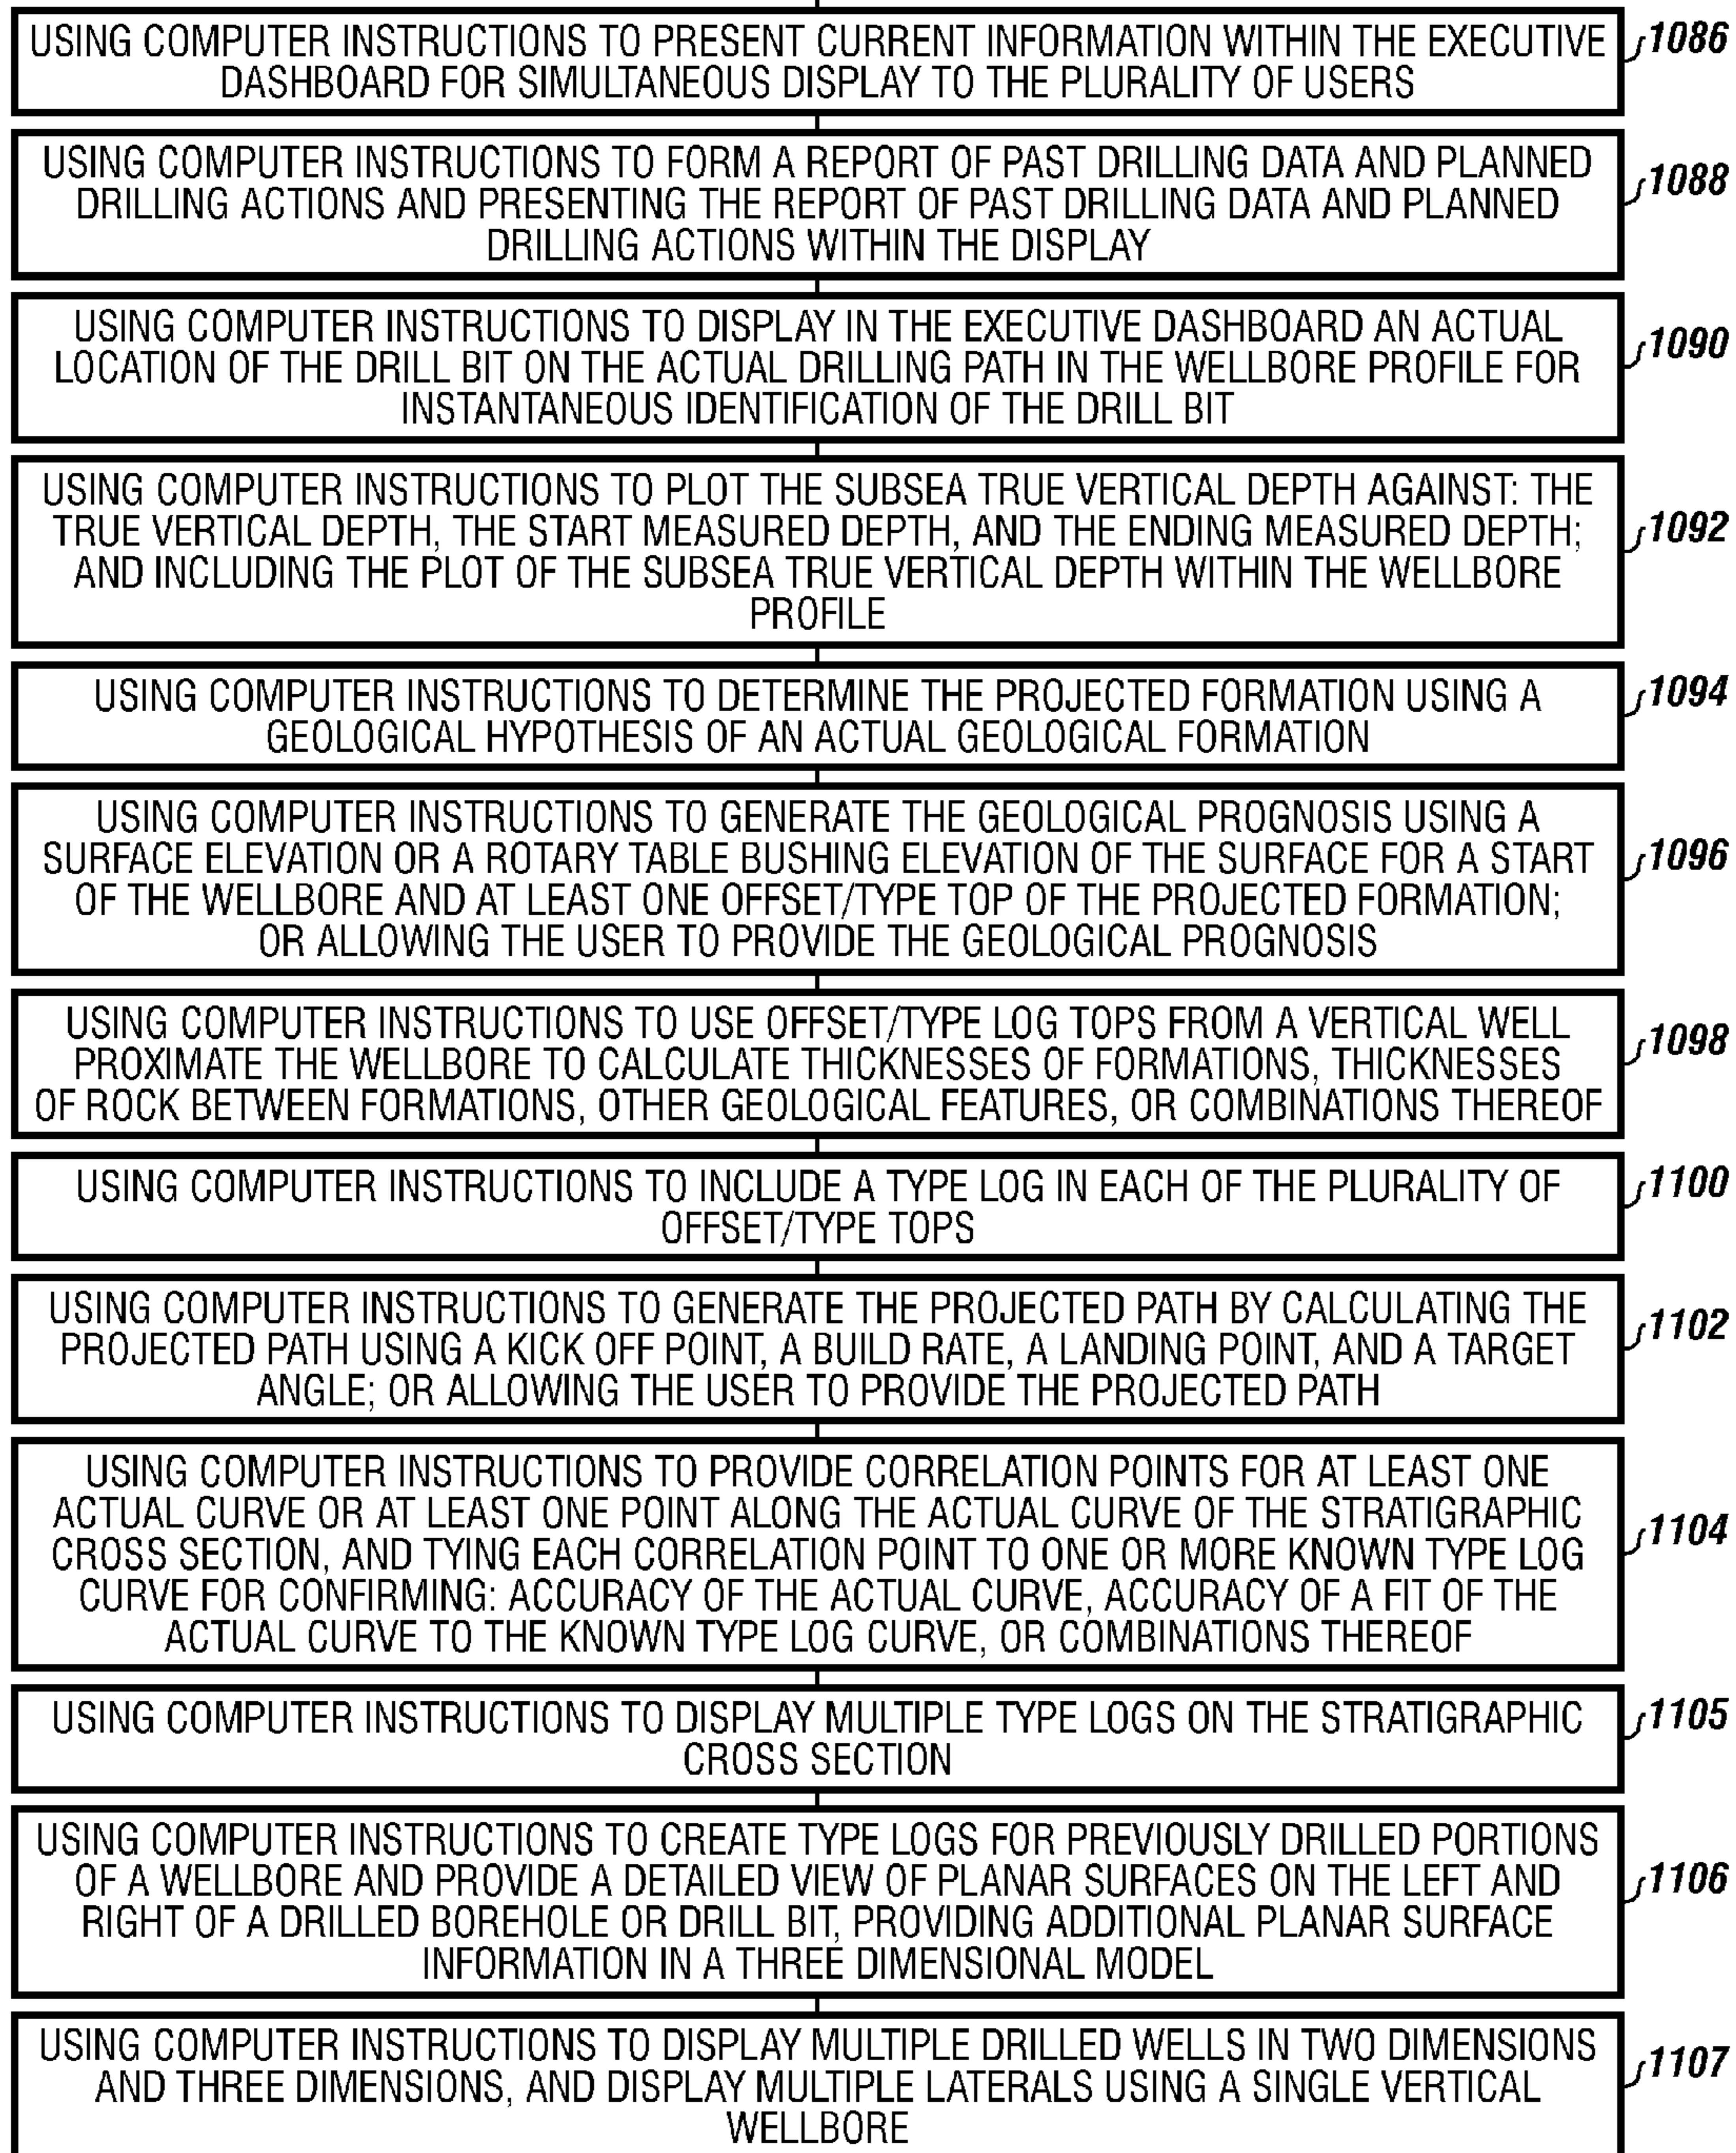 USING COMPUTER INSTRUCTIONS TO PRESENT CURRENT INFORMATION WITHIN THE EXECUTIVE
DASHBOARD FOR SIMULTANEOUS DISPLAY TO THE PLURALITY OF USERS
1086
USING COMPUTER INSTRUCTIONS TO FORM A REPORT OF PAST DRILLING DATA AND PLANNED
DRILLING ACTIONS AND PRESENTING THE REPORT OF PAST DRILLING DATA AND PLANNED
DRILLING ACTIONS WITHIN THE DISPLAY
1088
USING COMPUTER INSTRUCTIONS TO DISPLAY IN THE EXECUTIVE DASHBOARD AN ACTUAL
LOCATION OF THE DRILL BIT ON THE ACTUAL DRILLING PATH IN THE WELLBORE PROFILE FOR
INSTANTANEOUS IDENTIFICATION OF THE DRILL BIT
1090
USING COMPUTER INSTRUCTIONS TO PLOT THE SUBSEA TRUE VERTICAL DEPTH AGAINST: THE
TRUE VERTICAL DEPTH, THE START MEASURED DEPTH, AND THE ENDING MEASURED DEPTH;
AND INCLUDING THE PLOT OF THE SUBSEA TRUE VERTICAL DEPTH WITHIN THE WELLBORE
PROFILE
1092
USING COMPUTER INSTRUCTIONS TO DETERMINE THE PROJECTED FORMATION USING A
GEOLOGICAL HYPOTHESIS OF AN ACTUAL GEOLOGICAL FORMATION
1094
USING COMPUTER INSTRUCTIONS TO GENERATE THE GEOLOGICAL PROGNOSIS USING A
SURFACE ELEVATION OR A ROTARY TABLE BUSHING ELEVATION OF THE SURFACE FOR A START
OF THE WELLBORE AND AT LEAST ONE OFFSET/TYPE TOP OF THE PROJECTED FORMATION;
OR ALLOWING THE USER TO PROVIDE THE GEOLOGICAL PROGNOSIS
1096
USING COMPUTER INSTRUCTIONS TO USE OFFSET/TYPE LOG TOPS FROM A VERTICAL WELL
PROXIMATE THE WELLBORE TO CALCULATE THICKNESSES OF FORMATIONS, THICKNESSES
OF ROCK BETWEEN FORMATIONS, OTHER GEOLOGICAL FEATURES, OR COMBINATIONS THEREOF
1098
USING COMPUTER INSTRUCTIONS TO INCLUDE A TYPE LOG IN EACH OF THE PLURALITY OF
OFFSET/TYPE TOPS
1100
USING COMPUTER INSTRUCTIONS TO GENERATE THE PROJECTED PATH BY CALCULATING THE
PROJECTED PATH USING A KICK OFF POINT, A BUILD RATE, A LANDING POINT, AND A TARGET
ANGLE; OR ALLOWING THE USER TO PROVIDE THE PROJECTED PATH
1102
USING COMPUTER INSTRUCTIONS TO PROVIDE CORRELATION POINTS FOR AT LEAST ONE
ACTUAL CURVE OR AT LEAST ONE POINT ALONG THE ACTUAL CURVE OF THE STRATIGRAPHIC
CROSS SECTION, AND TYING EACH CORRELATION POINT TO ONE OR MORE KNOWN TYPE LOG
CURVE FOR CONFIRMING: ACCURACY OF THE ACTUAL CURVE, ACCURACY OF A FIT OF THE
ACTUAL CURVE TO THE KNOWN TYPE LOG CURVE, OR COMBINATIONS THEREOF
1104
USING COMPUTER INSTRUCTIONS TO DISPLAY MULTIPLE TYPE LOGS ON THE STRATIGRAPHIC
CROSS SECTION
1105
USING COMPUTER INSTRUCTIONS TO CREATE TYPE LOGS FOR PREVIOUSLY DRILLED PORTIONS
OF A WELLBORE AND PROVIDE A DETAILED VIEW OF PLANAR SURFACES ON THE LEFT AND
RIGHT OF A DRILLED BOREHOLE OR DRILL BIT, PROVIDING ADDITIONAL PLANAR SURFACE
INFORMATION IN A THREE DIMENSIONAL MODEL
1106
USING COMPUTER INSTRUCTIONS TO DISPLAY MULTIPLE DRILLED WELLS IN TWO DIMENSIONS
AND THREE DIMENSIONS, AND DISPLAY MULTIPLE LATERALS USING A SINGLE VERTICAL
WELLBORE
1107